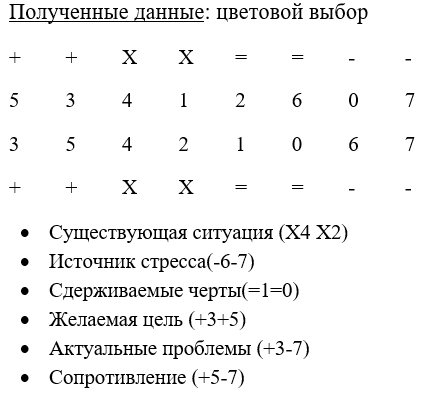 Полученные данные: цветовой выбор
+ + X X = = - -
5 3 4 1 2 6 0 7
3 5 4 2 1 0 6 7
+ + X X = = - -
• Существующая ситуация (X4 X2)
• Источник стресса(-6-7)
• Сдерживаемые черты(=1=0)
• Желаемая цель (+3+5)
• Актуальные проблемы (+3-7)
• Сопротивление (+5-7)